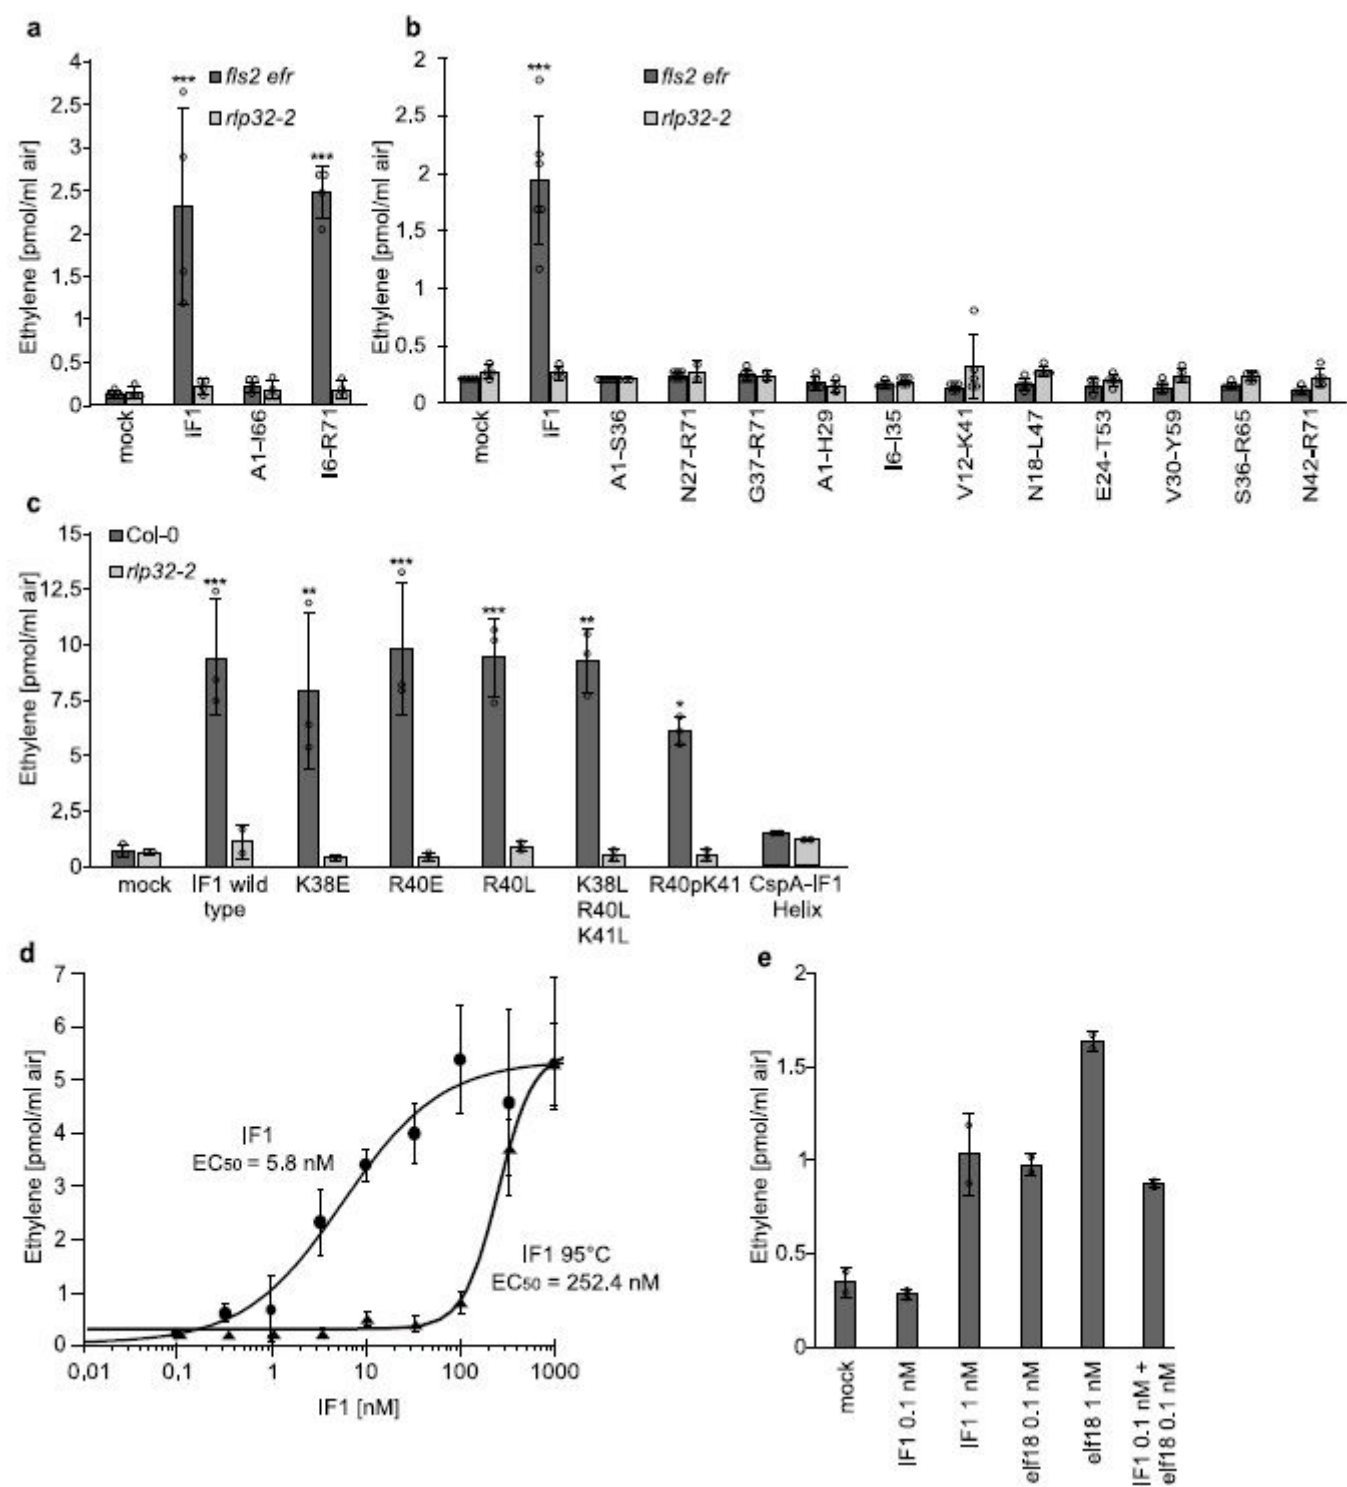 a
Ethylene [pmol/ml air]
4
2.5
3
2.5
2
1.5
1
0.5
0
***
***
fls2 efr
rlp32-2
mock
IF1
A1-I66
I6-R71
b
Ethylene [pmol/ml air]
2
2.5
2
1.5
1
0.5
0
***
fls2 efr
rlp32-2
mock
IF1
A1-S36
N27-R71
G37-R71
A1-H29
I6-I35
V12-K41
N18-L47
E24-T53
V30-Y59
S36-R65
N42-R71
c
Ethylene [pmol/ml air]
15
12.5
10
7.5
5
2.5
0
Col-0
rlp32-2
***
**
***
***
**
*
mock
IF1 wild
type
K38E
R40E
R40L
K38L
R40L
K41L
R40pK41
CspA-IF1
Helix
d
Ethylene [pmol/ml air]
7
6
5
4
3
2
1
0
IF1
EC50 = 5.8 nM
IF1 95°C
EC50 = 252.4 nM
0.01
0.1
1
10
100
1000
IF1 [nM]
e
Ethylene [pmol/ml air]
2
1.5
1
0.5
0
mock
IF1 0.1 nM
IF1 1 nM
elf18 0.1 nM
elf18 1 nM
IF1 0.1 nM +
elf18 0.1 nM